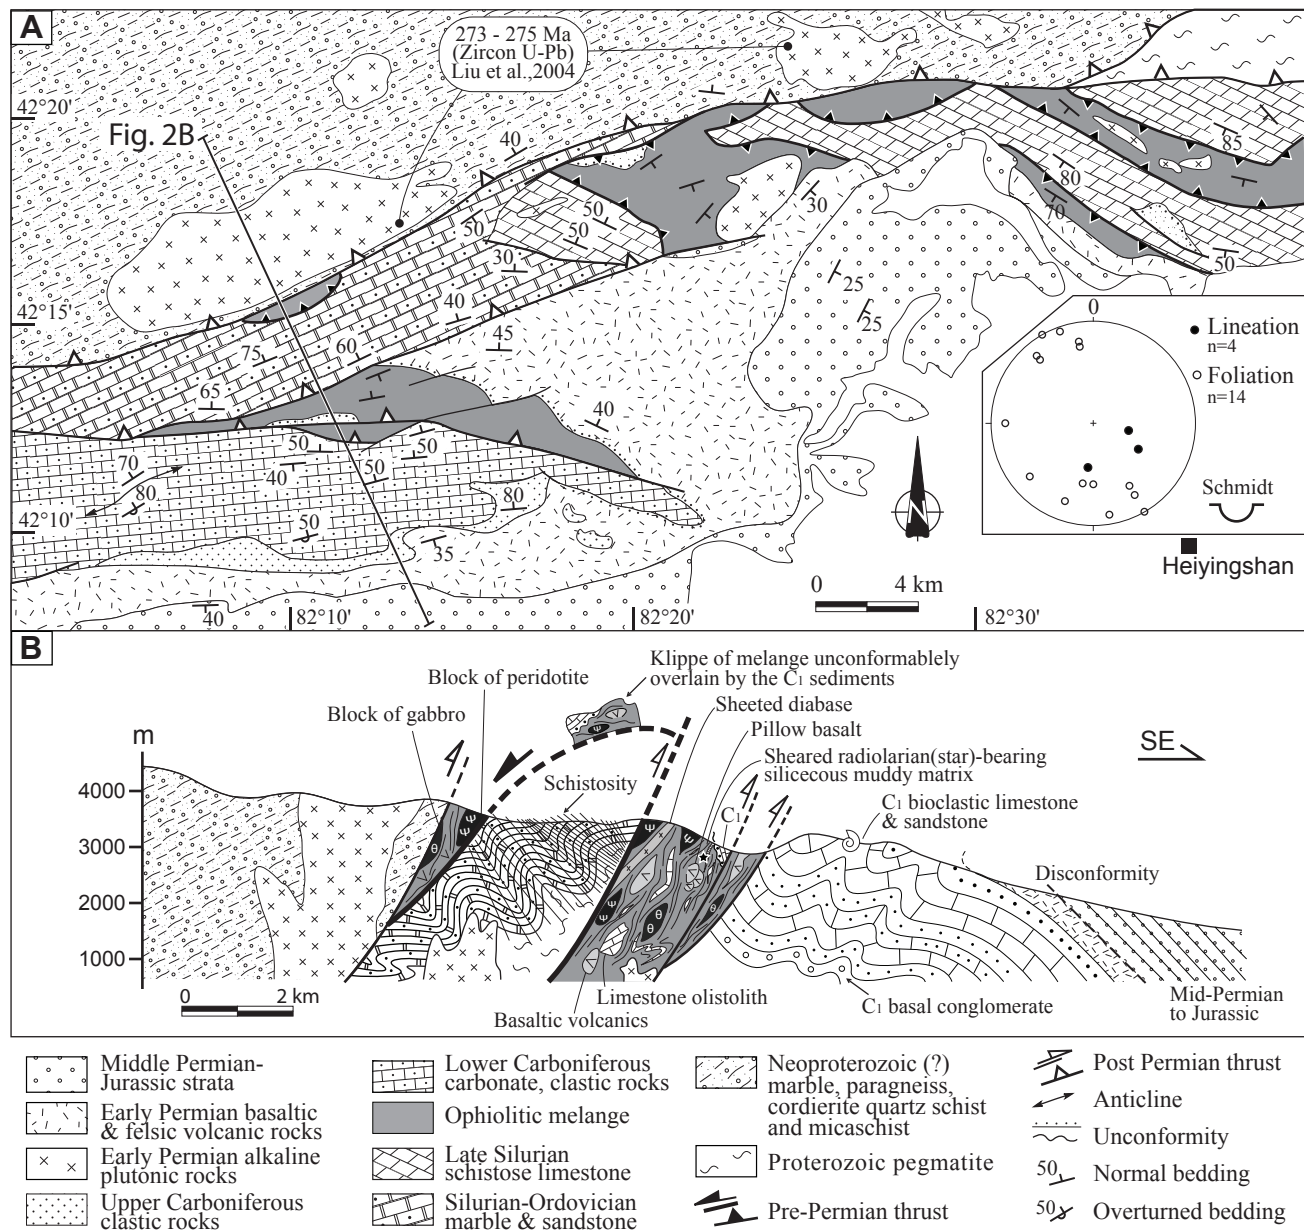 A
273 - 275 Ma
(Zircon U-Pb)
Liu et al.,2004
42°20'
Fig. 2B
40
85
80
50
50
50
30
70
30
50
42°15'
25
25
40
45
60
75
65
40
50
50
70
40
50
80
80
42°10'
50
35
40
82°10'
82°20'
82°30'
0
Lineation
n=4
Foliation
n=14
Schmidt
N
Heiyingshan
0 4 km
B
Klippe of melange unconformablely
overlain by the C1 sediments
Block of peridotite
Sheeted diabase
Block of gabbro
Pillow basalt
m
Sheared radiolarian(star)-bearing
silicecous muddy matrix
SE
Schistosity
C1
C1 bioclastic limestone
& sandstone
4000
3000
2000
1000
Disconformity
θ
Ψ
Ψ
Ψ
Ψ
Ψ
Ψ
θ
θ
Ψ
0 2 km
Limestone olistolith
Basaltic volcanics
C1 basal conglomerate
Mid-Permian
to Jurassic
Middle Permian-
Jurassic strata
Early Permian basaltic
& felsic volcanic rocks
Early Permian alkaline
plutonic rocks
Upper Carboniferous
clastic rocks
Lower Carboniferous
carbonate, clastic rocks
Ophiolitic melange
Late Silurian
schistose limestone
Silurian-Ordovician
marble & sandstone
Neoproterozoic (?)
marble, paragneiss,
cordierite quartz schist
and micaschist
Proterozoic pegmatite
Pre-Permian thrust
Post Permian thrust
Anticline
Unconformity
50 Normal bedding
50 Overturned bedding